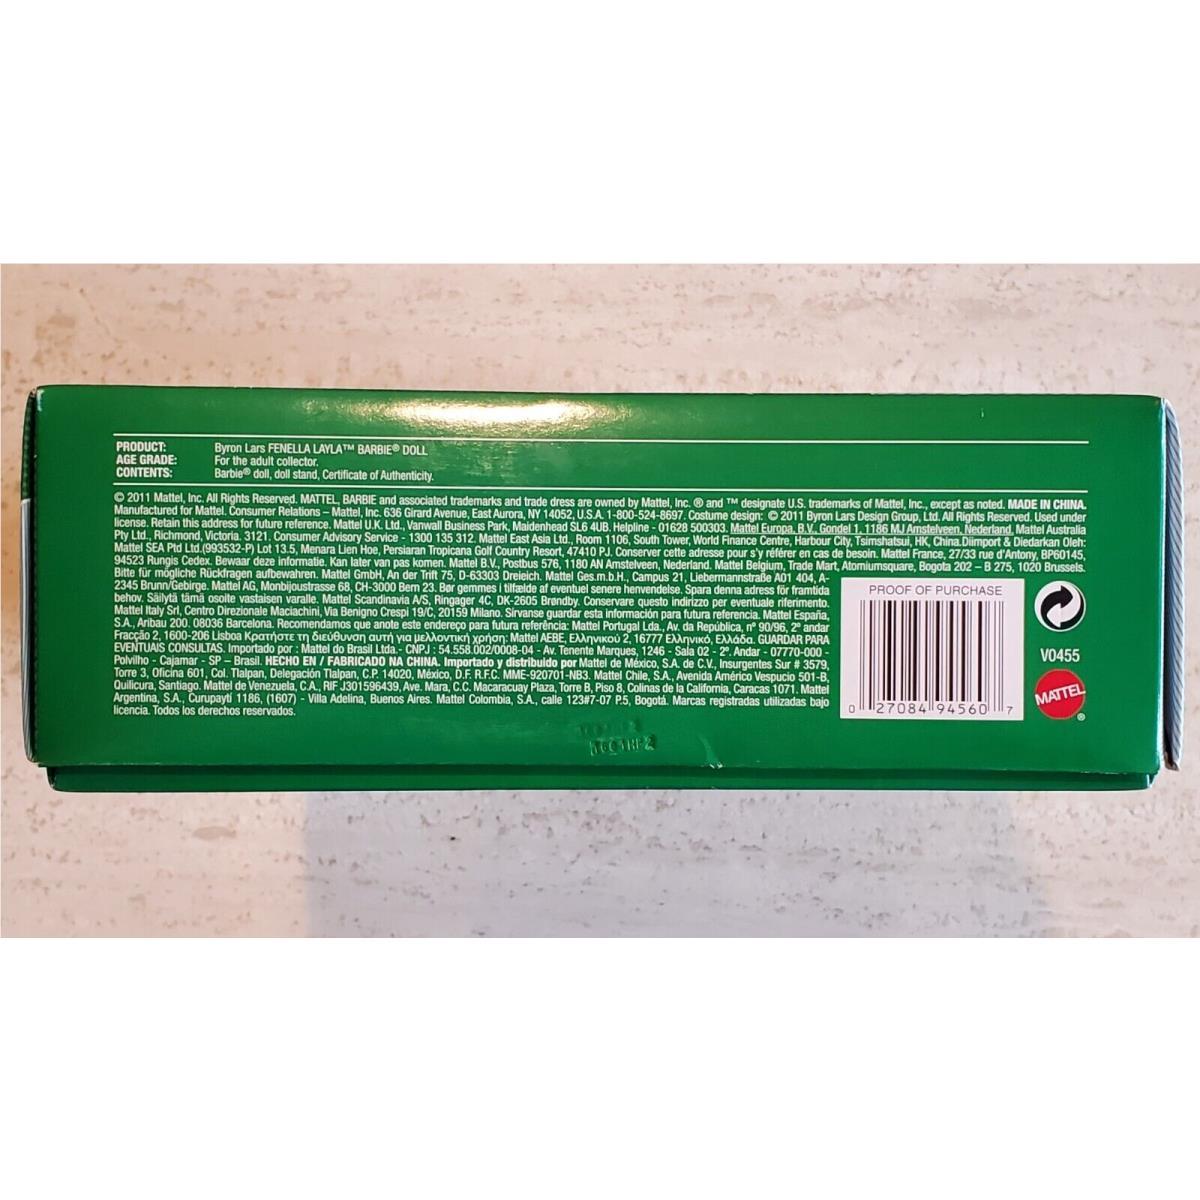 PRODUCT: Byron Lars FENELLA LAYLA™ BARBIE® DOLL
AGE GRADE: For the adult collector.
CONTENTS: Barbie® doll, doll stand, Certificate of Authenticity.
© 2011 Mattel, Inc. All Rights Reserved. MATTEL, BARBIE and associated trademarks and trade dress are owned by Mattel, Inc. ® and ™ designate U.S. trademarks of Mattel, Inc., except as noted. MADE IN CHINA.
Manufactured for Mattel. Consumer Relations – Mattel, Inc. 636 Girard Avenue, East Aurora, NY 14052, U.S.A. 1-800-524-8697. Costume design: © 2011 Byron Lars Design Group, Ltd. All Rights Reserved. Used under
license. Retain this address for future reference. Mattel U.K. Ltd., Vanwall Business Park, Maidenhead SL6 4UB. Helpline - 01628 500303. Mattel Europa, B.V., Gondel 1, 1186 MJ Amstelveen, Nederland. Mattel Australia
Pty Ltd., Richmond, Victoria. 3121. Consumer Advisory Service - 1300 135 312. Mattel East Asia Ltd., Room 1106, South Tower, World Finance Centre, Harbour City, Tsimshatsui, HK, China.Diimport & Diedarkan Oleh:
Mattel SEA Ptd Ltd.(993532-P) Lot 13.5, Menara Lien Hoe, Persiaran Tropicana Golf Country Resort, 47410 PJ. Conserver cette adresse pour s'y référer en cas de besoin. Mattel France, 27/33 rue d'Antony, BP60145,
94523 Rungis Cedex. Bewaar deze informatie. Kan later van pas komen. Mattel B.V., Postbus 576, 1180 AN Amstelveen, Nederland. Mattel Belgium, Trade Mart, Atomiumsquare, Bogota 202 – B 275, 1020 Brussels.
Bitte für mögliche Rückfragen aufbewahren. Mattel GmbH, An der Trift 75, D-63303 Dreieich. Mattel Ges.m.b.H., Campus 21, Liebermannstraße A01 404, A-
2345 Brunn/Gebirge. Mattel AG, Monbijoustrasse 68, CH-3000 Bern 23. Bør gemmes i tilfælde af eventuel senere henvendelse. Spara denna adress för framtida
behov. Säilytä tämä osoite vastaisen varalle. Mattel Scandinavia A/S, Ringager 4C, DK-2605 Brøndby. Conservare questo indirizzo per eventuale riferimento.
Mattel Italy Srl, Centro Direzionale Maciachini, Via Benigno Crespi 19/C, 20159 Milano. Sirvanse guardar esta información para futura referencia. Mattel España,
S.A., Aribau 200. 08036 Barcelona. Recomendamos que anote este endereço para futura referência: Mattel Portugal Lda., Av. da República, nº 90/96, 2º andar
Fracção 2, 1600-206 Lisboa Κρατήστε τη διεύθυνση αυτή για μελλοντική χρήση: Mattel AEBE, Ελληνικού 2, 16777 Ελληνικό, Ελλάδα. GUARDAR PARA
EVENTUAIS CONSULTAS. Importado por : Mattel do Brasil Ltda.- CNPJ : 54.558.002/0008-04 - Av. Tenente Marques, 1246 - Sala 02 - 2º. Andar - 07770-000 -
Polvilho - Cajamar - SP – Brasil. HECHO EN / FABRICADO NA CHINA. Importado y distribuido por Mattel de México, S.A. de C.V., Insurgentes Sur # 3579,
Torre 3, Oficina 601, Col. Tlalpan, Delegación Tlalpan, C.P. 14020, México, D.F. R.F.C. MME-920701-NB3. Mattel Chile, S.A., Avenida Américo Vespucio 501-B,
Quilicura, Santiago. Mattel de Venezuela, C.A., RIF J301596439, Ave. Mara, C.C. Macaracuay Plaza, Torre B, Piso 8, Colinas de la California, Caracas 1071. Mattel
Argentina, S.A., Curupaytí 1186, (1607) - Villa Adelina, Buenos Aires. Mattel Colombia, S.A., calle 123#7-07 P.5, Bogotá. Marcas registradas utilizadas bajo
licencia. Todos los derechos reservados.
PROOF OF PURCHASE
0 27084 94560 7
V0455
MATTEL®